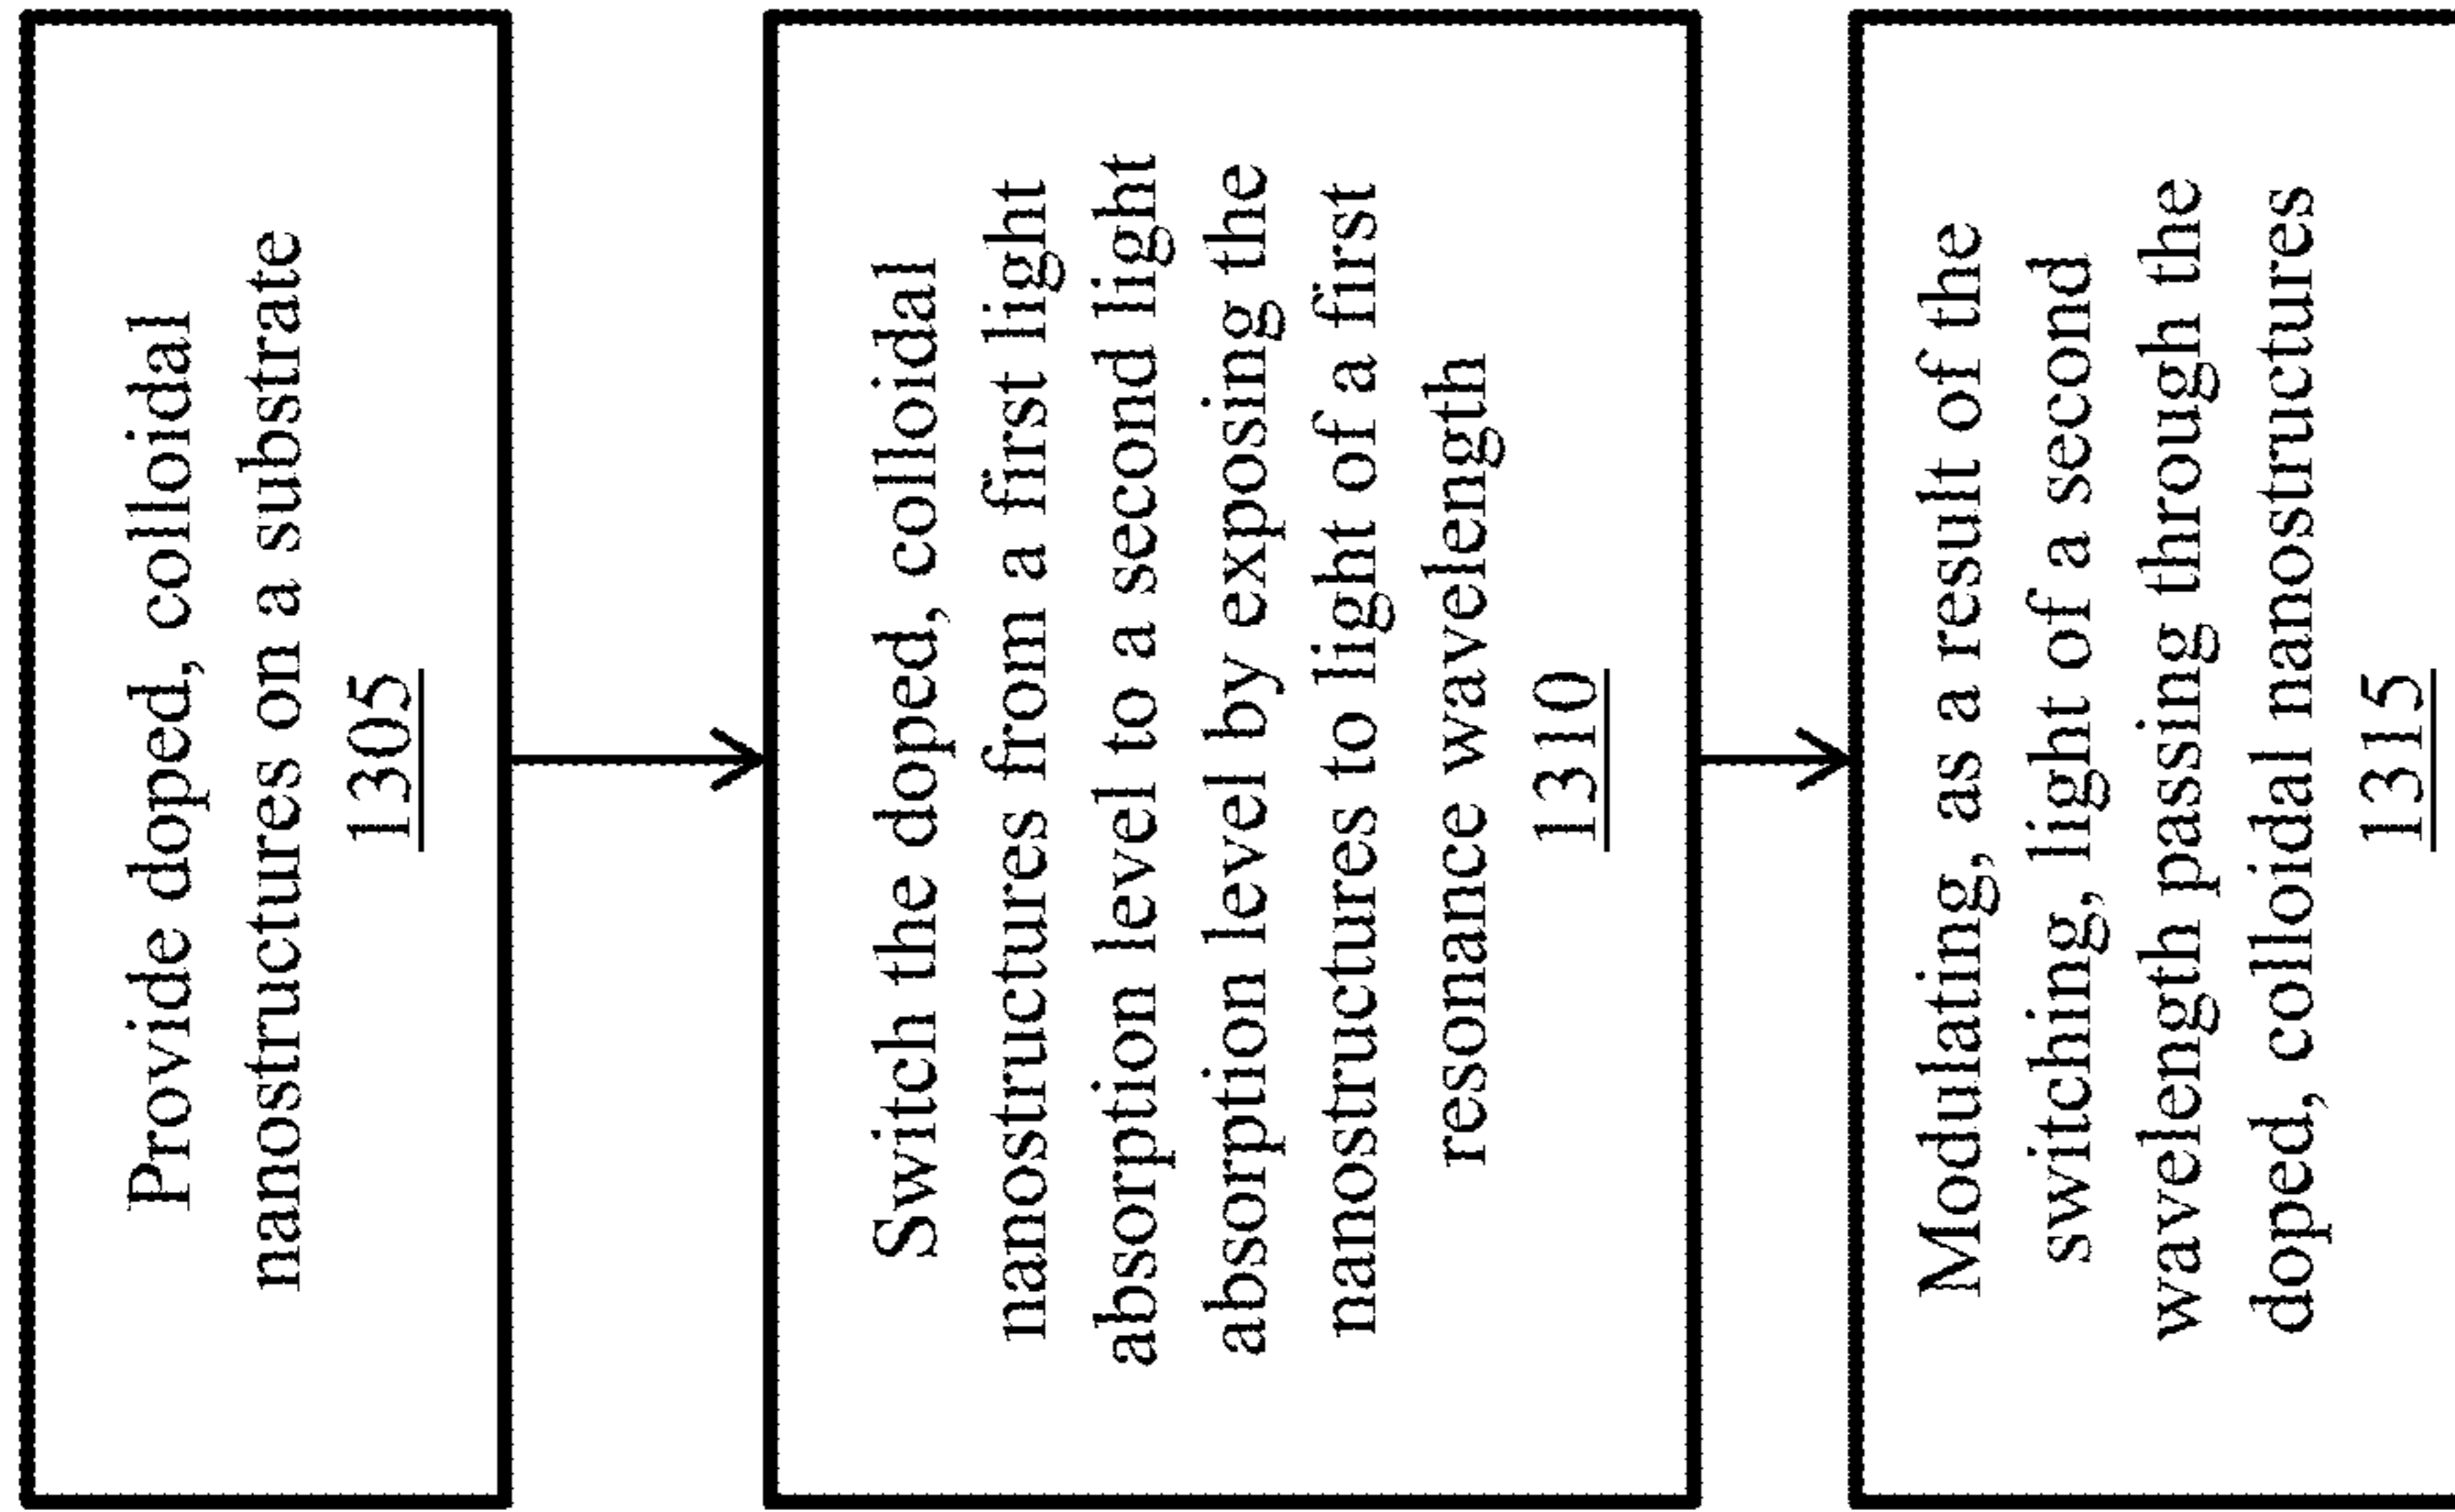 Provide doped, colloidal
nanostructures on a substrate
1305
Switch the doped, colloidal
nanostructures from a first light
absorption level to a second light
absorption level by exposing the
nanostructures to light of a first
resonance wavelength
1310
Modulating, as a result of the
switching, light of a second
wavelength passing through the
doped, colloidal nanostructures
1315